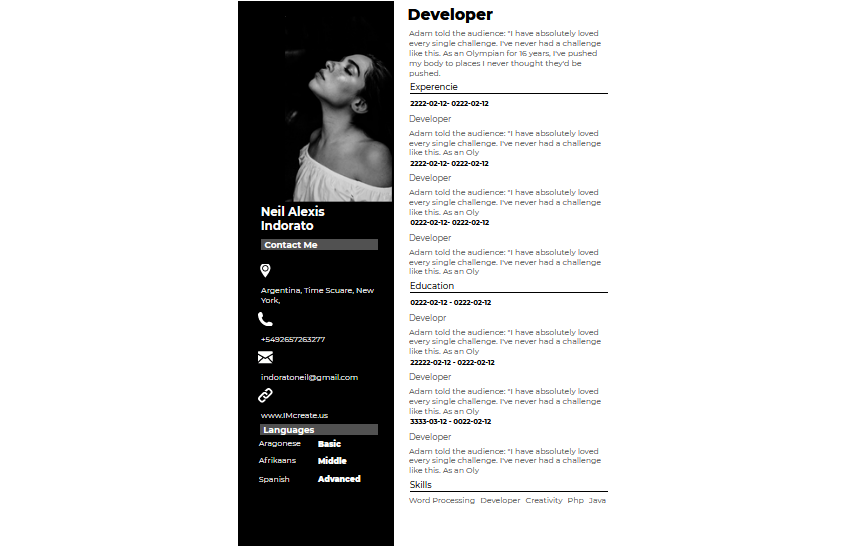 Neil Alexis
Indorato
Contact Me
Argentina, Time Scuare, New
York,
+5492657263277
indoratoneil@gmail.com
www.IMcreate.us
Languages
Aragonese Basic
Afrikaans Middle
Spanish Advanced
Developer
Adam told the audience: "I have absolutely loved
every single challenge. I've never had a challenge
like this. As an Olympian for 16 years, I've pushed
my body to places I never thought they'd be
pushed.
Experencie
2222-02-12- 0222-02-12
Developer
Adam told the audience: "I have absolutely loved
every single challenge. I've never had a challenge
like this. As an Oly
2222-02-12- 0222-02-12
Developer
Adam told the audience: "I have absolutely loved
every single challenge. I've never had a challenge
like this. As an Oly
0222-02-12- 0222-02-12
Developer
Adam told the audience: "I have absolutely loved
every single challenge. I've never had a challenge
like this. As an Oly
Education
0222-02-12 - 0222-02-12
Developr
Adam told the audience: "I have absolutely loved
every single challenge. I've never had a challenge
like this. As an Oly
22222-02-12 - 0222-02-12
Developer
Adam told the audience: "I have absolutely loved
every single challenge. I've never had a challenge
like this. As an Oly
3333-03-12 - 0022-02-12
Developer
Adam told the audience: "I have absolutely loved
every single challenge. I've never had a challenge
like this. As an Oly
Skills
Word Processing Developer Creativity Php Java